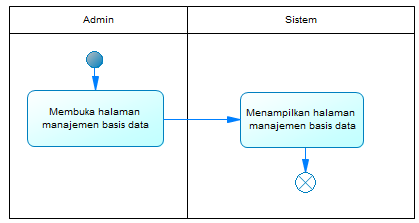 Admin
Sistem
Membuka halaman
manajemen basis data
Menampilkan halaman
manajemen basis data